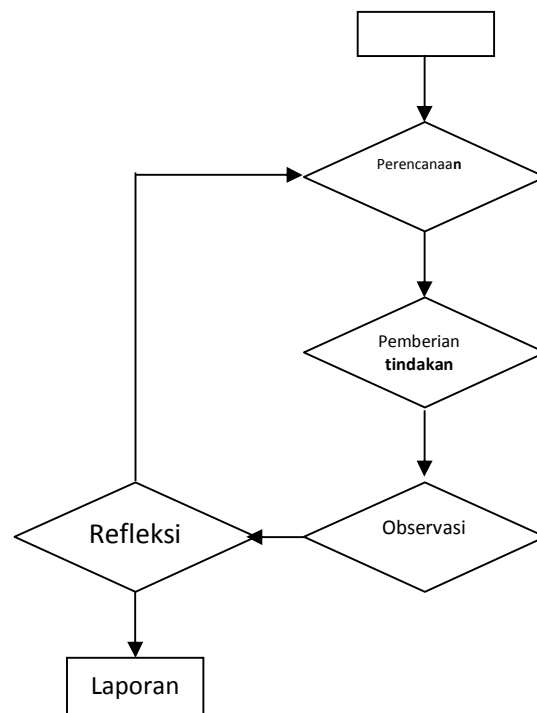 Perencanaan
Pemberian
tindakan
Observasi
Refleksi
Laporan